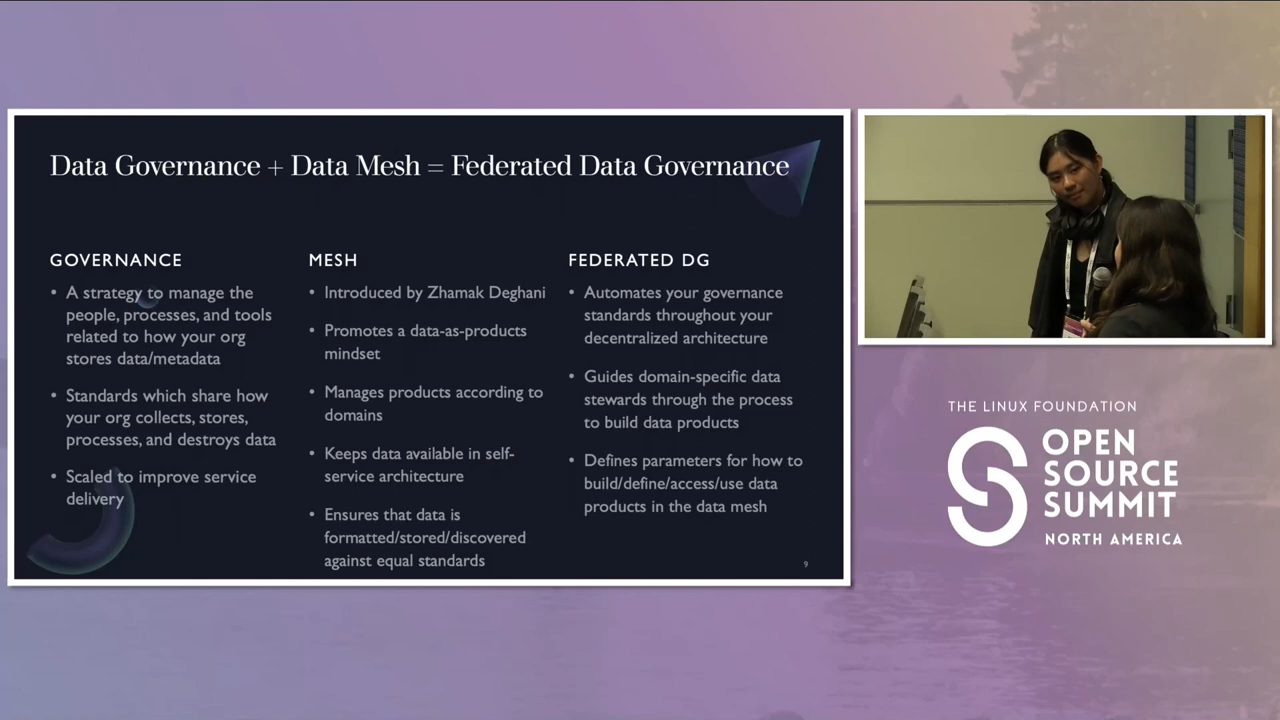 Data Governance + Data Mesh = Federated Data Governance
GOVERNANCE
• A strategy to manage the
people, processes, and tools
related to how your org
stores data/metadata
• Standards which share how
your org collects, stores,
processes, and destroys data
• Scaled to improve service
delivery
MESH
• Introduced by Zhamak Deghani
• Promotes a data-as-products
mindset
• Manages products according to
domains
• Keeps data available in self-
service architecture
• Ensures that data is
formatted/stored/discovered
against equal standards
FEDERATED DG
• Automates your governance
standards throughout your
decentralized architecture
• Guides domain-specific data
stewards through the process
to build data products
• Defines parameters for how to
build/define/access/use data
products in the data mesh
9
THE LINUX FOUNDATION
OPEN
SOURCE
SUMMIT
NORTH AMERICA